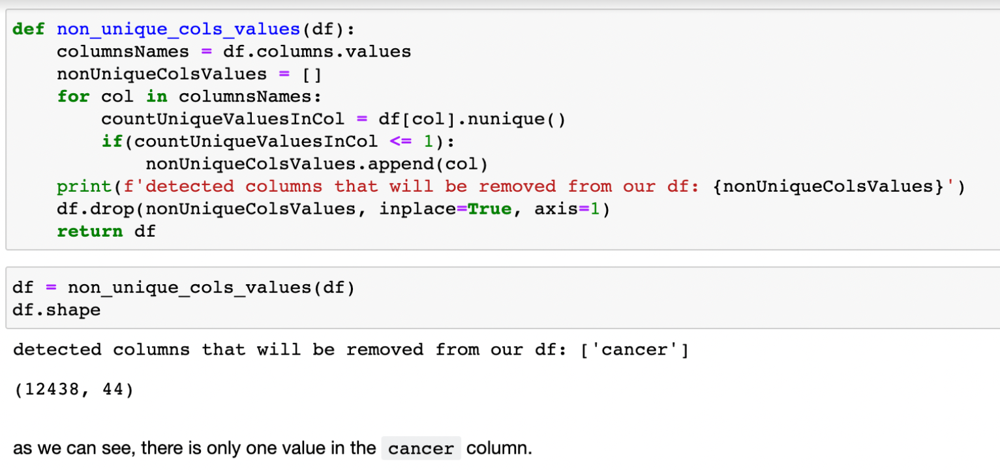 def non_unique_cols_values(df):
    columnsNames = df.columns.values
    nonUniqueColsValues = []
    for col in columnsNames:
        countUniqueValuesInCol = df[col].nunique()
        if(countUniqueValuesInCol <= 1):
            nonUniqueColsValues.append(col)
    print(f'detected columns that will be removed from our df: {nonUniqueColsValues}')
    df.drop(nonUniqueColsValues, inplace=True, axis=1)
    return df
df = non_unique_cols_values(df)
df.shape
detected columns that will be removed from our df: ['cancer']
(12438, 44)
as we can see, there is only one value in the cancer column.